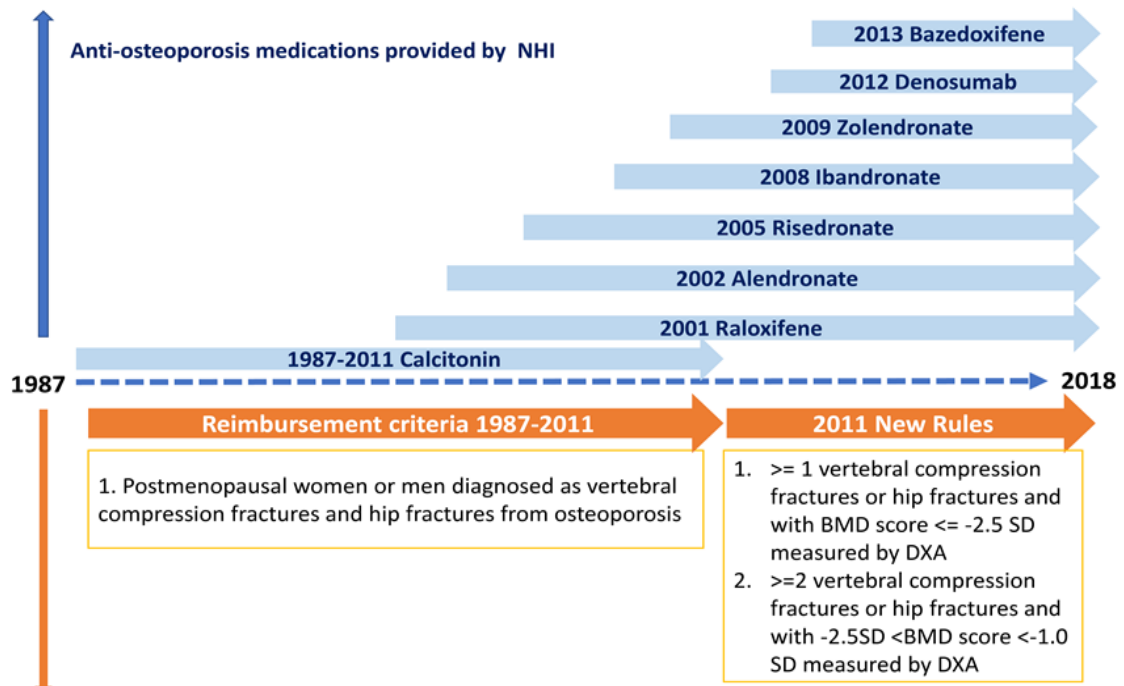 Anti-osteoporosis medications provided by NHI
2013 Bazedoxifene
2012 Denosumab
2009 Zolendronate
2008 Ibandronate
2005 Risedronate
2002 Alendronate
2001 Raloxifene
1987-2011 Calcitonin
1987
2018
Reimbursement criteria 1987-2011
2011 New Rules
1. Postmenopausal women or men diagnosed as vertebral
compression fractures and hip fractures from osteoporosis
1. >= 1 vertebral compression
fractures or hip fractures and
with BMD score <= -2.5 SD
measured by DXA
2. >=2 vertebral compression
fractures or hip fractures and
with -2.5SD <BMD score <-1.0
SD measured by DXA